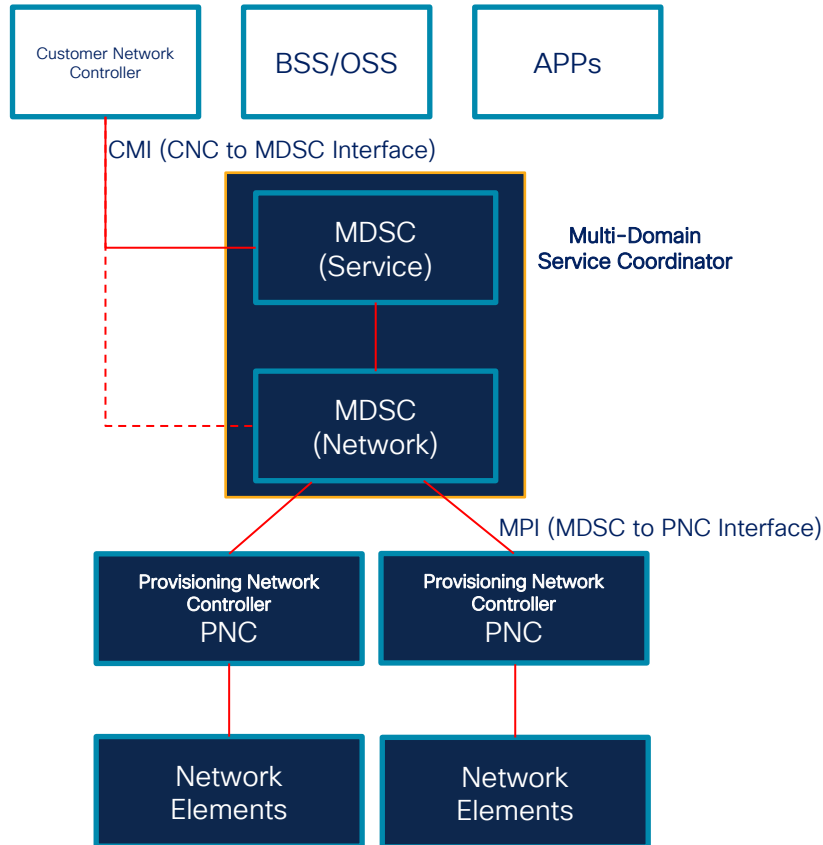 Customer Network
Controller
BSS/OSS
APPs
CMI (CNC to MDSC Interface)
MDSC
(Service)
Multi-Domain
Service Coordinator
MDSC
(Network)
MPI (MDSC to PNC Interface)
Provisioning Network
Controller
PNC
Provisioning Network
Controller
PNC
Network
Elements
Network
Elements